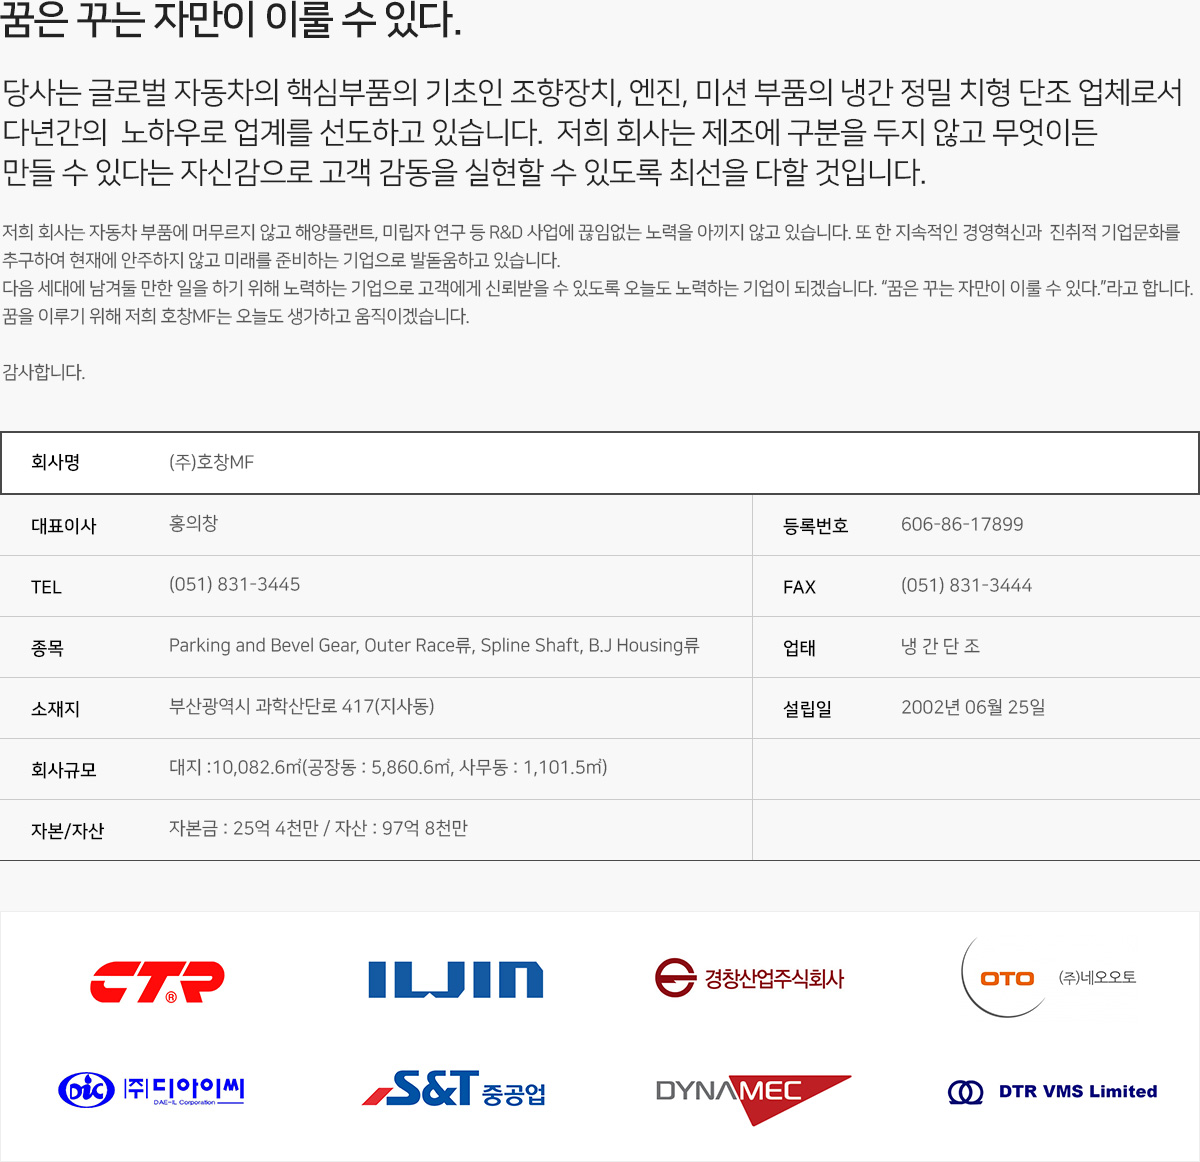 꿈은 꾸는 자만이 이룰 수 있다.
당사는 글로벌 자동차의 핵심부품의 기초인 조향장치, 엔진, 미션 부품의 냉간 정밀 치형 단조 업체로서
다년간의 노하우로 업계를 선도하고 있습니다. 저희 회사는 제조에 구분을 두지 않고 무엇이든
만들 수 있다는 자신감으로 고객 감동을 실현할 수 있도록 최선을 다할 것입니다.
저희 회사는 자동차 부품에 머무르지 않고 해양플랜트, 미립자 연구 등 R&D 사업에 끊임없는 노력을 아끼지 않고 있습니다. 또 한 지속적인 경영혁신과 진취적 기업문화를
추구하여 현재에 안주하지 않고 미래를 준비하는 기업으로 발돋움하고 있습니다.
다음 세대에 남겨둘 만한 일을 하기 위해 노력하는 기업으로 고객에게 신뢰받을 수 있도록 오늘도 노력하는 기업이 되겠습니다. “꿈은 꾸는 자만이 이룰 수 있다.”라고 합니다.
꿈을 이루기 위해 저희 호창MF는 오늘도 생가하고 움직이겠습니다.
감사합니다.
회사명 (주)호창MF
대표이사 홍의창 등록번호 606-86-17899
TEL (051) 831-3445 FAX (051) 831-3444
종목 Parking and Bevel Gear, Outer Race류, Spline Shaft, B.J Housing류 업태 냉 간 단 조
소재지 부산광역시 과학산단로 417(지사동) 설립일 2002년 06월 25일
회사규모 대지 :10,082.6㎡(공장동 : 5,860.6㎡, 사무동 : 1,101.5㎡)
자본/자산 자본금 : 25억 4천만 / 자산 : 97억 8천만
CTR® ILJIN 경창산업주식회사 OTO (주)네오오토
DIC (주)디아이씨 S&T 중공업 DYNAMEC DTR VMS Limited
DAE-IL Corporation